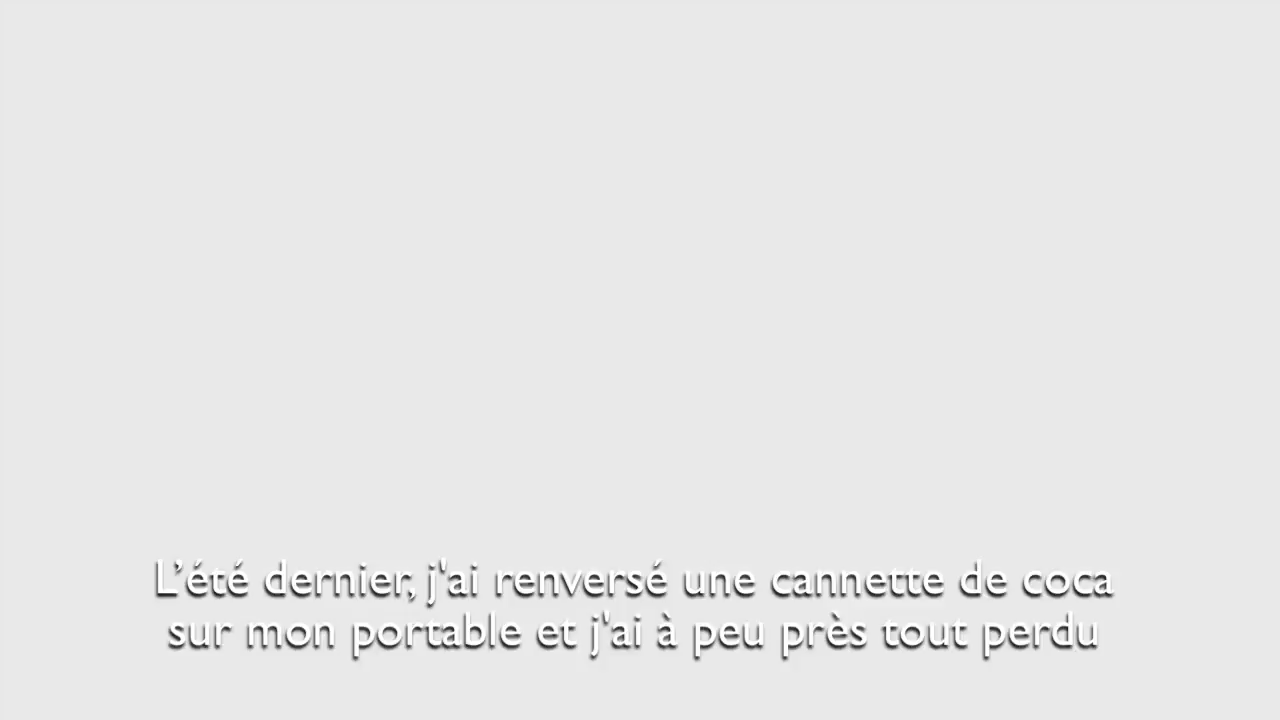 L’été dernier, j'ai renversé une cannette de coca
sur mon portable et j'ai à peu près tout perdu